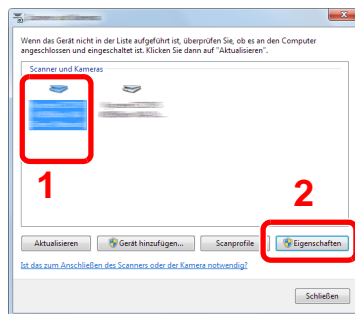 Wenn das Gerät nicht in der Liste aufgeführt ist, überprüfen Sie, ob es an den Computer
angeschlossen und eingeschaltet ist. Klicken Sie dann auf "Aktualisieren".
Scanner und Kameras
1
2
Aktualisieren Gerät hinzufügen... Scanprofile Eigenschaften
Ist das zum Anschließen des Scanners oder der Kamera notwendig?
Schließen